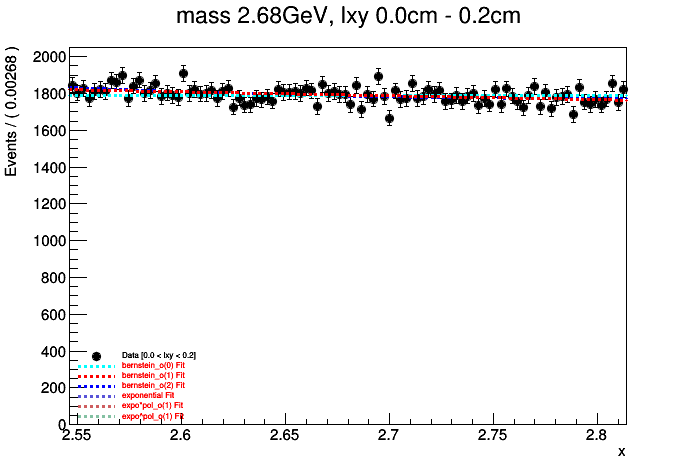 mass 2.68GeV, lxy 0.0cm - 0.2cm
Events / ( 0.00268 )
2000
1800
1600
1400
1200
1000
800
600
400
200
0
Data [0.0 < lxy < 0.2]
bernstein_o(0) Fit
bernstein_o(1) Fit
bernstein_o(2) Fit
exponential Fit
expo*pol_o(1) Fit
expo*pol_o(1) Fit
2.55 2.6 2.65 2.7 2.75 2.8
x